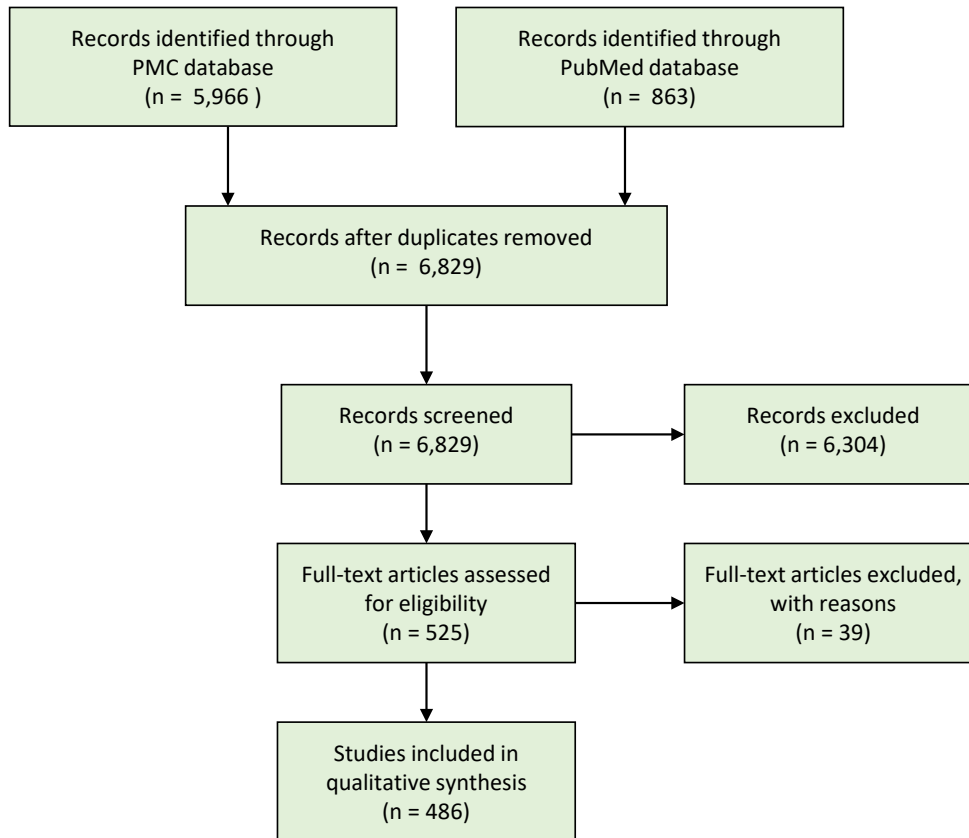 Records identified through
PMC database
(n =  5,966 )
Records identified through
PubMed database
(n =  863)
Records after duplicates removed
(n =  6,829)
Records screened
(n = 6,829)
Records excluded
(n = 6,304)
Full-text articles assessed
for eligibility
(n = 525)
Full-text articles excluded,
with reasons
(n = 39)
Studies included in
qualitative synthesis
(n = 486)